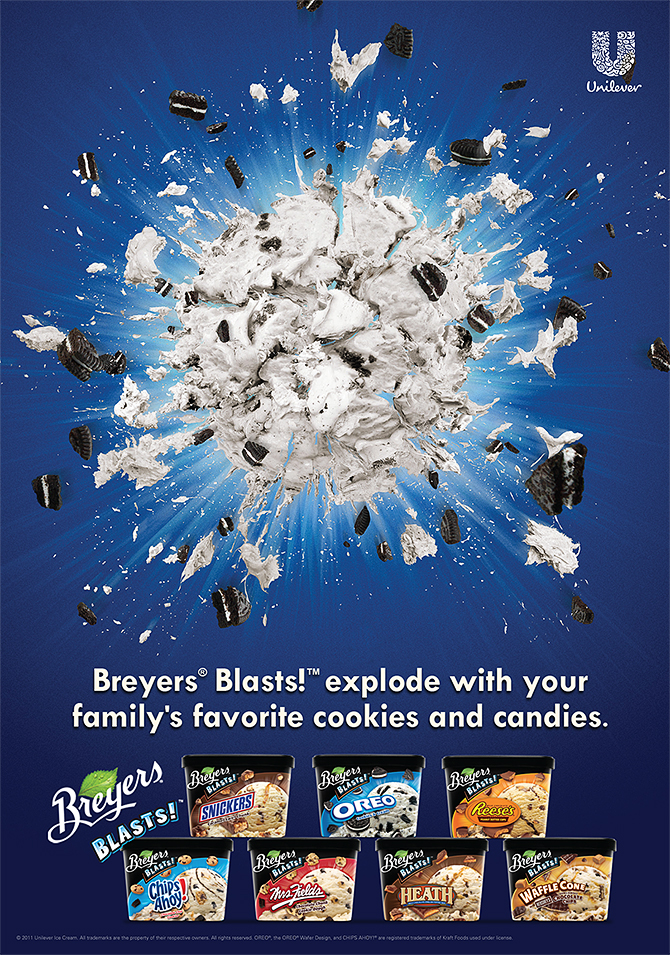 Unilever
Breyers® Blasts!™ explode with your
family's favorite cookies and candies.
Breyers
BLASTS!™
Breyers
BLASTS!
SNICKERS
Breyers
BLASTS!
OREO
Breyers
BLASTS!
Reese's
Breyers
BLASTS!
Chips
Ahoy!
Breyers
BLASTS!
Mrs. Fields
Breyers
BLASTS!
HEATH
Breyers
BLASTS!
WAFFLE CONE
© 2011 Unilever Ice Cream. All trademarks are the property of their respective owners. All rights reserved. OREO®, the OREO® Wafer Design, and CHIPS AHOY!® are registered trademarks of Kraft Foods used under license.